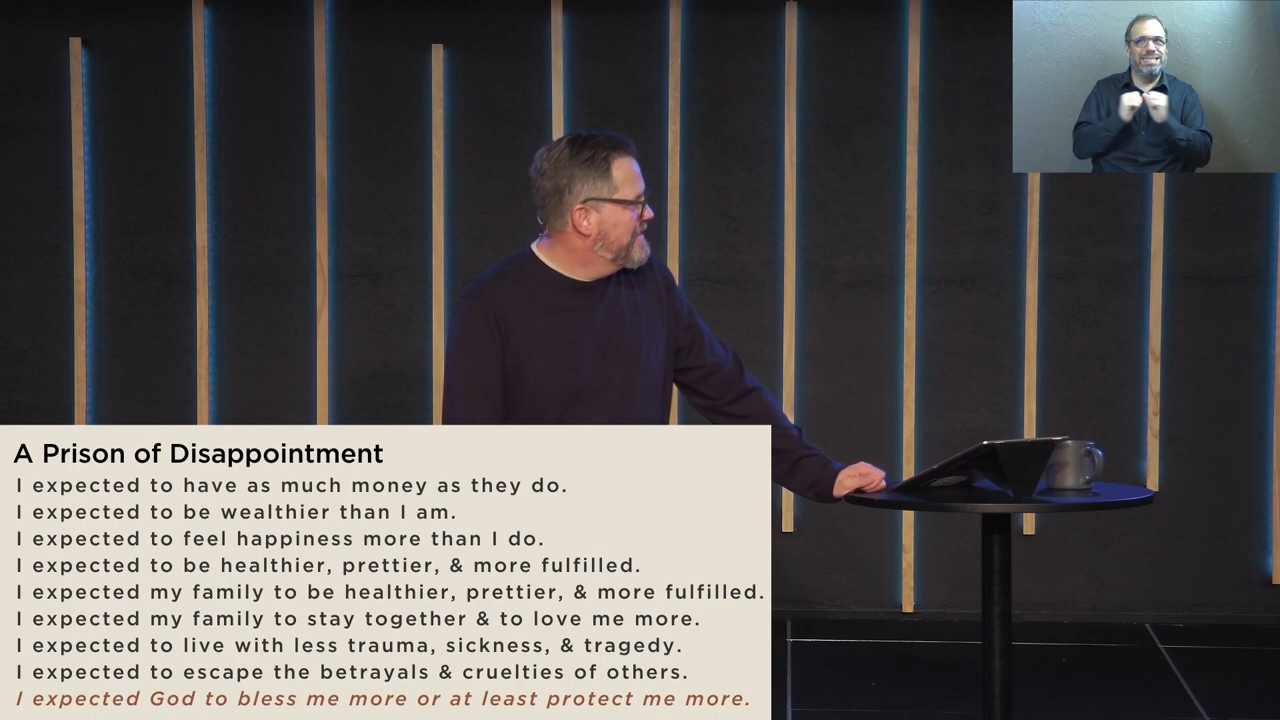 A Prison of Disappointment
I expected to have as much money as they do.
I expected to be wealthier than I am.
I expected to feel happiness more than I do.
I expected to be healthier, prettier, & more fulfilled.
I expected my family to be healthier, prettier, & more fulfilled.
I expected my family to stay together & to love me more.
I expected to live with less trauma, sickness, & tragedy.
I expected to escape the betrayals & cruelties of others.
I expected God to bless me more or at least protect me more.